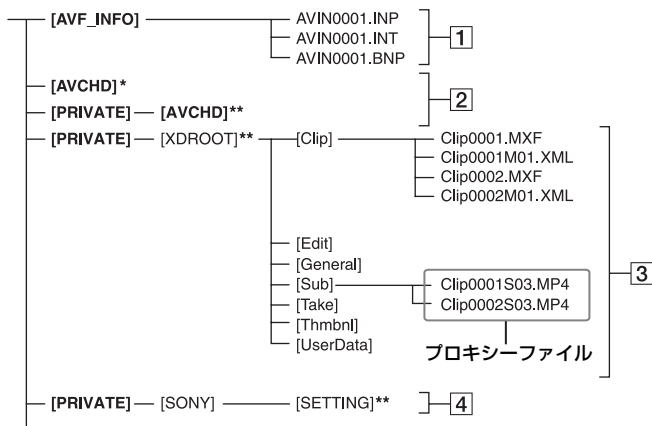 [AVF_INFO] AVIN0001.INP
AVIN0001.INT
AVIN0001.BNP
1
[AVCHD]*
[PRIVATE] [AVCHD]**
2
[PRIVATE] [XDROOT]** [Clip] Clip0001.MXF
Clip0001M01.XML
Clip0002.MXF
Clip0002M01.XML
[Edit]
[General]
[Sub] Clip0001S03.MP4
[Take] Clip0002S03.MP4
[Thmbnl]
[UserData]
プロキシーファイル
3
[PRIVATE] [SONY] [SETTING]**
4